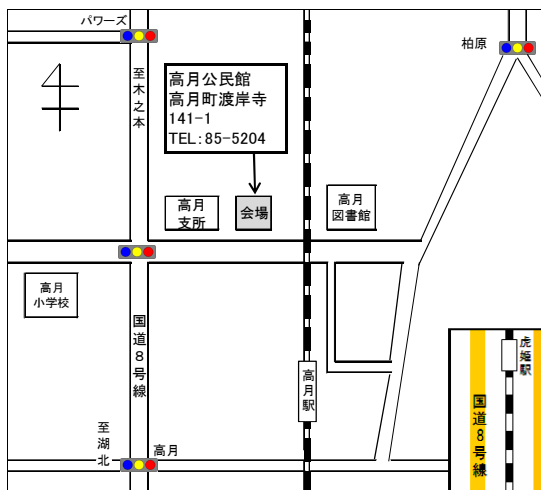 パワーズ
柏原
至木之本
高月公民館
高月町渡岸寺
141-1
TEL:85-5204
高月
支所
会場
高月
図書館
高月
小学校
国道8号線
高月駅
虎姫駅
国道8号線
至湖北
高月